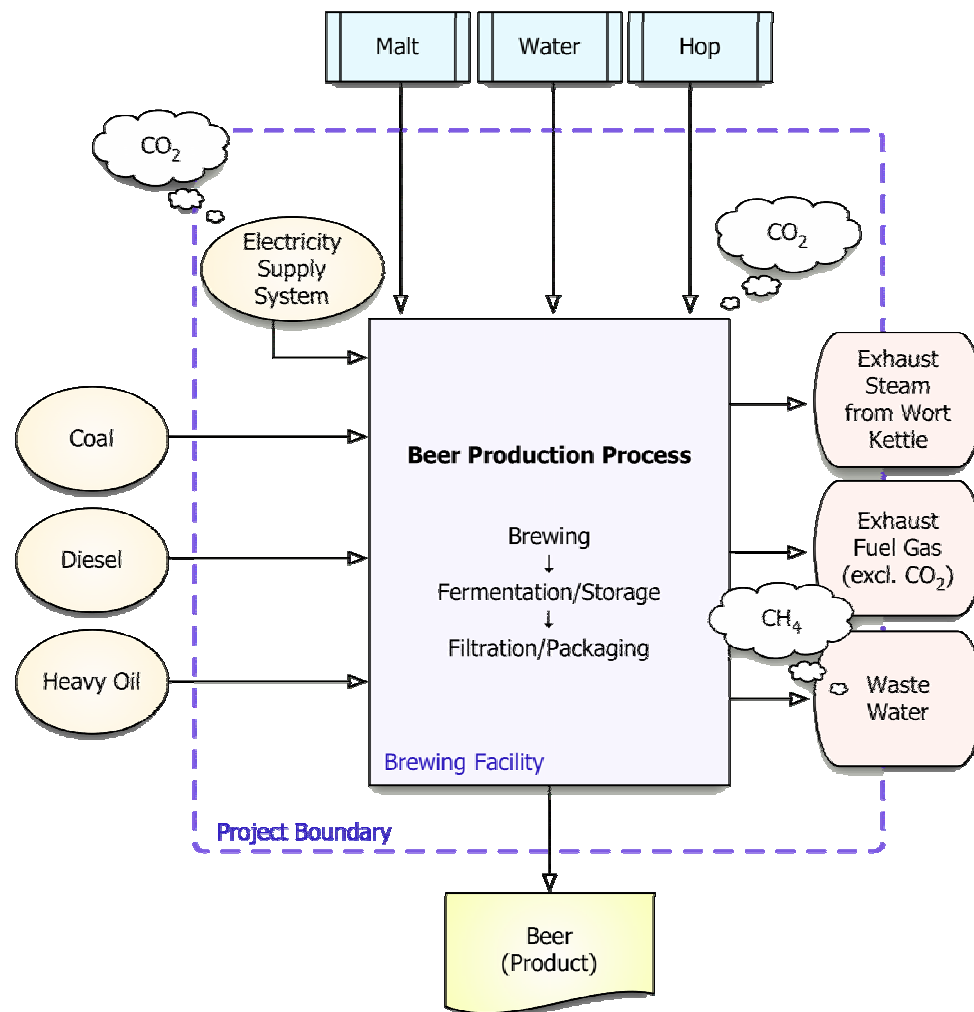 Malt
Water
Hop
CO₂
Electricity
Supply
System
CO₂
Exhaust
Steam
from Wort
Kettle
Coal
Beer Production Process
Diesel
Brewing
↓
Fermentation/Storage
↓
Filtration/Packaging
Exhaust
Fuel Gas
(excl. CO₂)
CH₄
Heavy Oil
Waste
Water
Brewing Facility
Project Boundary
Beer
(Product)